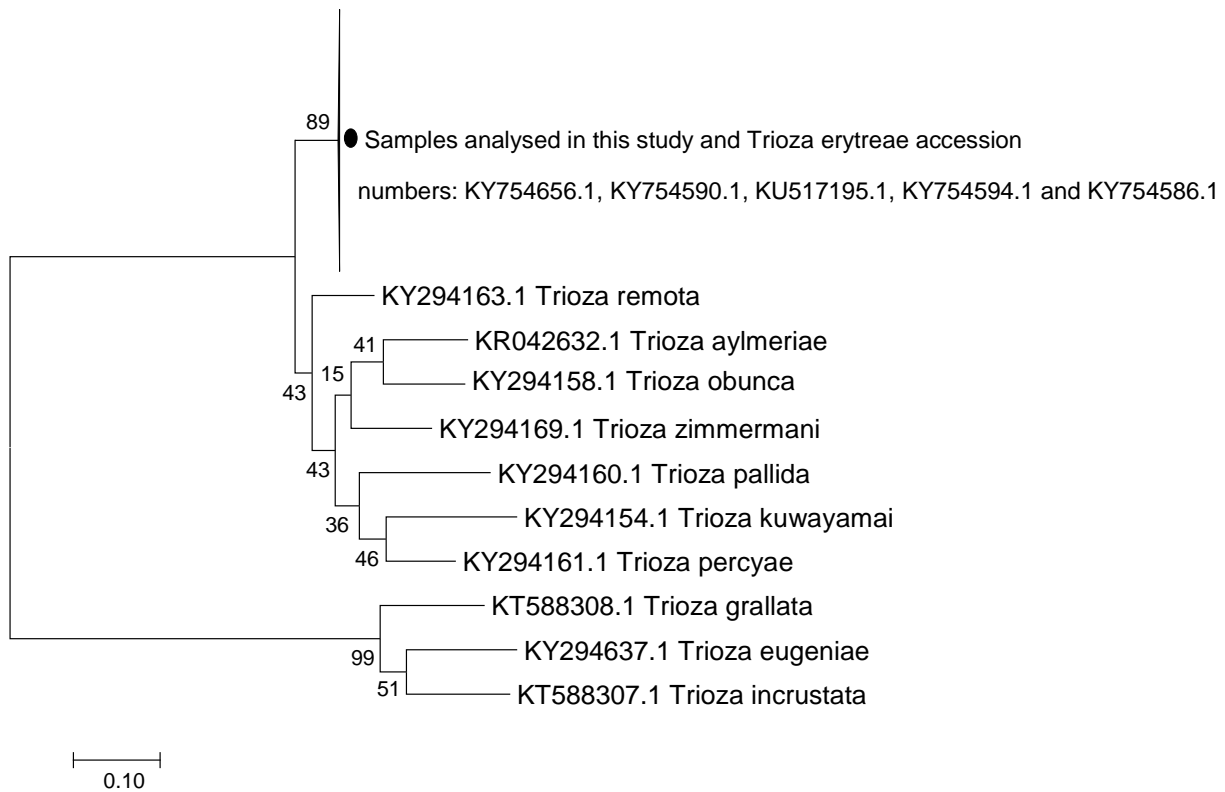 89
Samples analysed in this study and Trioza erytreae accession
numbers: KY754656.1, KY754590.1, KU517195.1, KY754594.1 and KY754586.1
KY294163.1 Trioza remota
41
KR042632.1 Trioza aylmeriae
15
KY294158.1 Trioza obunca
43
KY294169.1 Trioza zimmermani
43
KY294160.1 Trioza pallida
36
KY294154.1 Trioza kuwayamai
46
KY294161.1 Trioza percyae
KT588308.1 Trioza grallata
99
KY294637.1 Trioza eugeniae
51
KT588307.1 Trioza incrustata
0.10